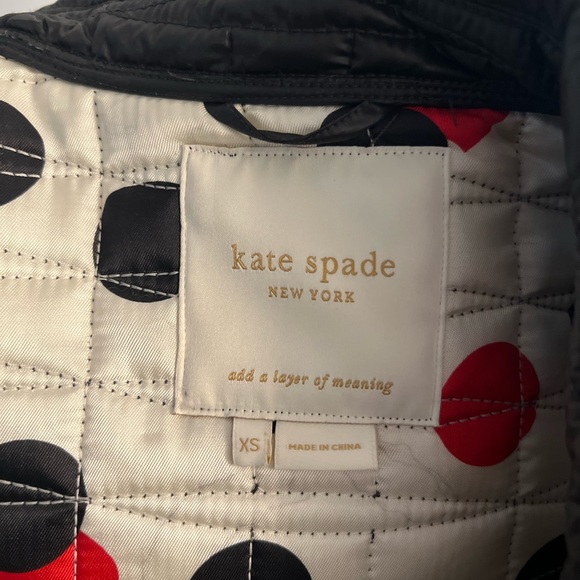 kate spade
NEW YORK
add a layer of meaning
XS
MADE IN CHINA